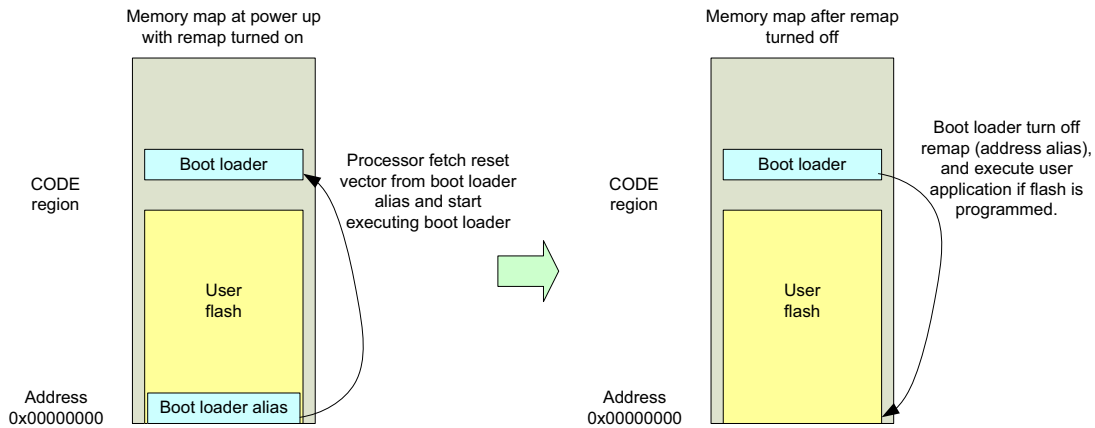 Memory map at power up
with remap turned on
Boot loader
Processor fetch reset
vector from boot loader
alias and start
executing boot loader
CODE
region
User
flash
Boot loader alias
Address
0x00000000
Memory map after remap
turned off
Boot loader
Boot loader turn off
remap (address alias),
and execute user
application if flash is
programmed.
CODE
region
User
flash
Address
0x00000000